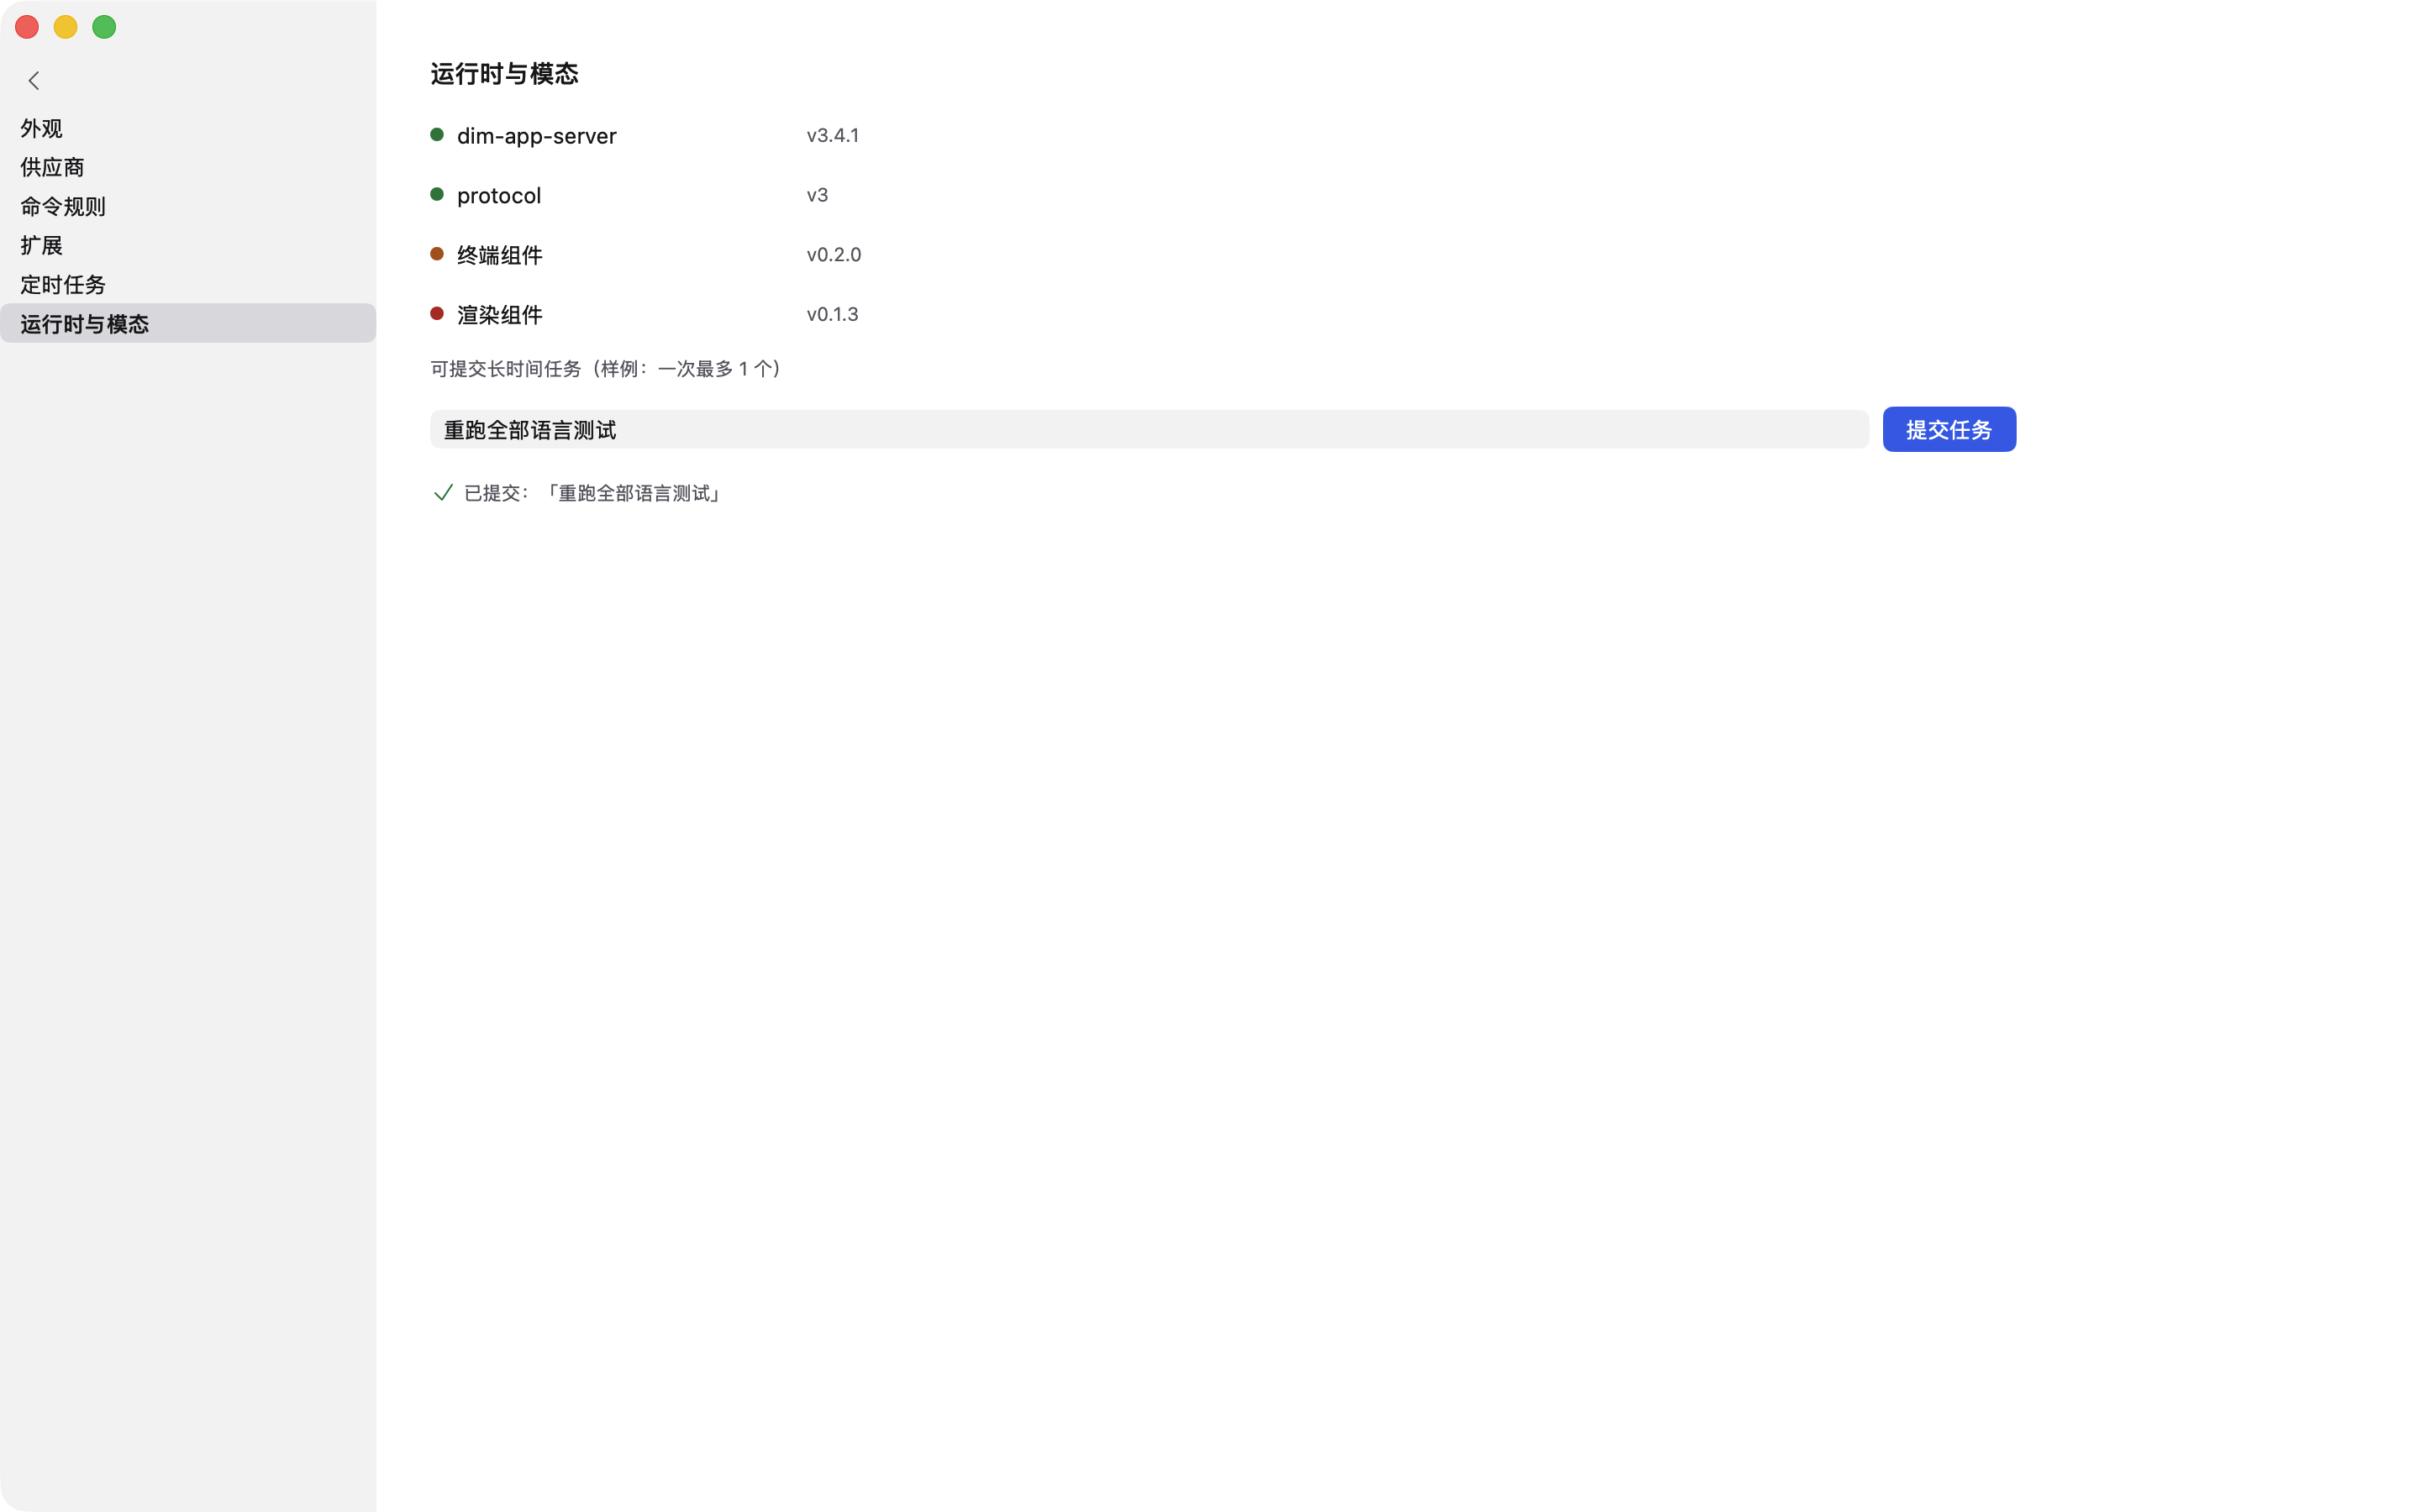 外观
供应商
命令规则
扩展
定时任务
运行时与模态
运行时与模态
dim-app-server v3.4.1
protocol v3
终端组件 v0.2.0
渲染组件 v0.1.3
可提交长时间任务（样例：一次最多 1 个）
重跑全部语言测试 提交任务
已提交：「重跑全部语言测试」